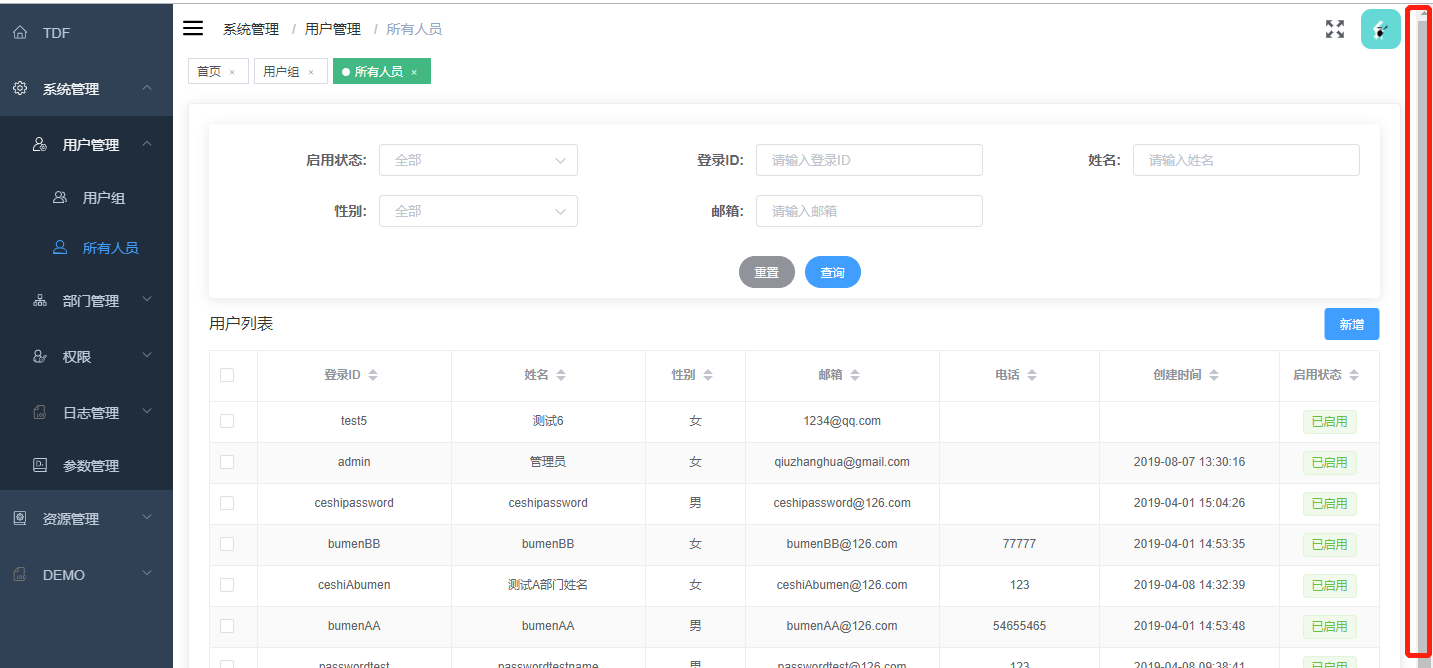 TDF
系统管理
用户管理
用户组
所有人员
部门管理
权限
日志管理
参数管理
资源管理
DEMO
系统管理 / 用户管理 / 所有人员
首页 × 用户组 × 所有人员 ×
启用状态: 全部 登录ID: 请输入登录ID 姓名: 请输入姓名
性别: 全部 邮箱: 请输入邮箱
重置 查询
用户列表 新增
登录ID 姓名 性别 邮箱 电话 创建时间 启用状态
test5 测试6 女 1234@qq.com 已启用
admin 管理员 女 qiuzhanghua@gmail.com 2019-08-07 13:30:16 已启用
ceshipassword ceshipassword 男 ceshipassword@126.com 2019-04-01 15:04:26 已启用
bumenBB bumenBB 女 bumenBB@126.com 77777 2019-04-01 14:53:35 已启用
ceshiAbumen 测试A部门姓名 女 ceshiAbumen@126.com 123 2019-04-08 14:32:39 已启用
bumenAA bumenAA 男 bumenAA@126.com 54655465 2019-04-01 14:53:48 已启用
passwordtest passwordtestname 男 passwordtest@126.com 123 2019-04-08 09:38:41 已启用